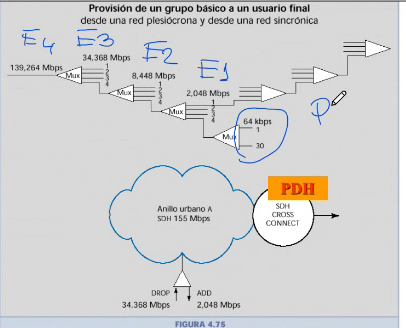 Provisión de un grupo básico a un usuario final
desde una red plesiócrona y desde una red sincrónica
E4 E3 E2 E1
139,264 Mbps
Mux
34,368 Mbps
1
2
3
4
Mux
8,448 Mbps
1
2
3
4
Mux
2,048 Mbps
1
2
3
4
Mux
64 kbps
1
30
P
Anillo urbano A
SDH 155 Mbps
PDH
SDH
CROSS
CONNECT
DROP ADD
34,368 Mbps 2,048 Mbps
FIGURA 4.75